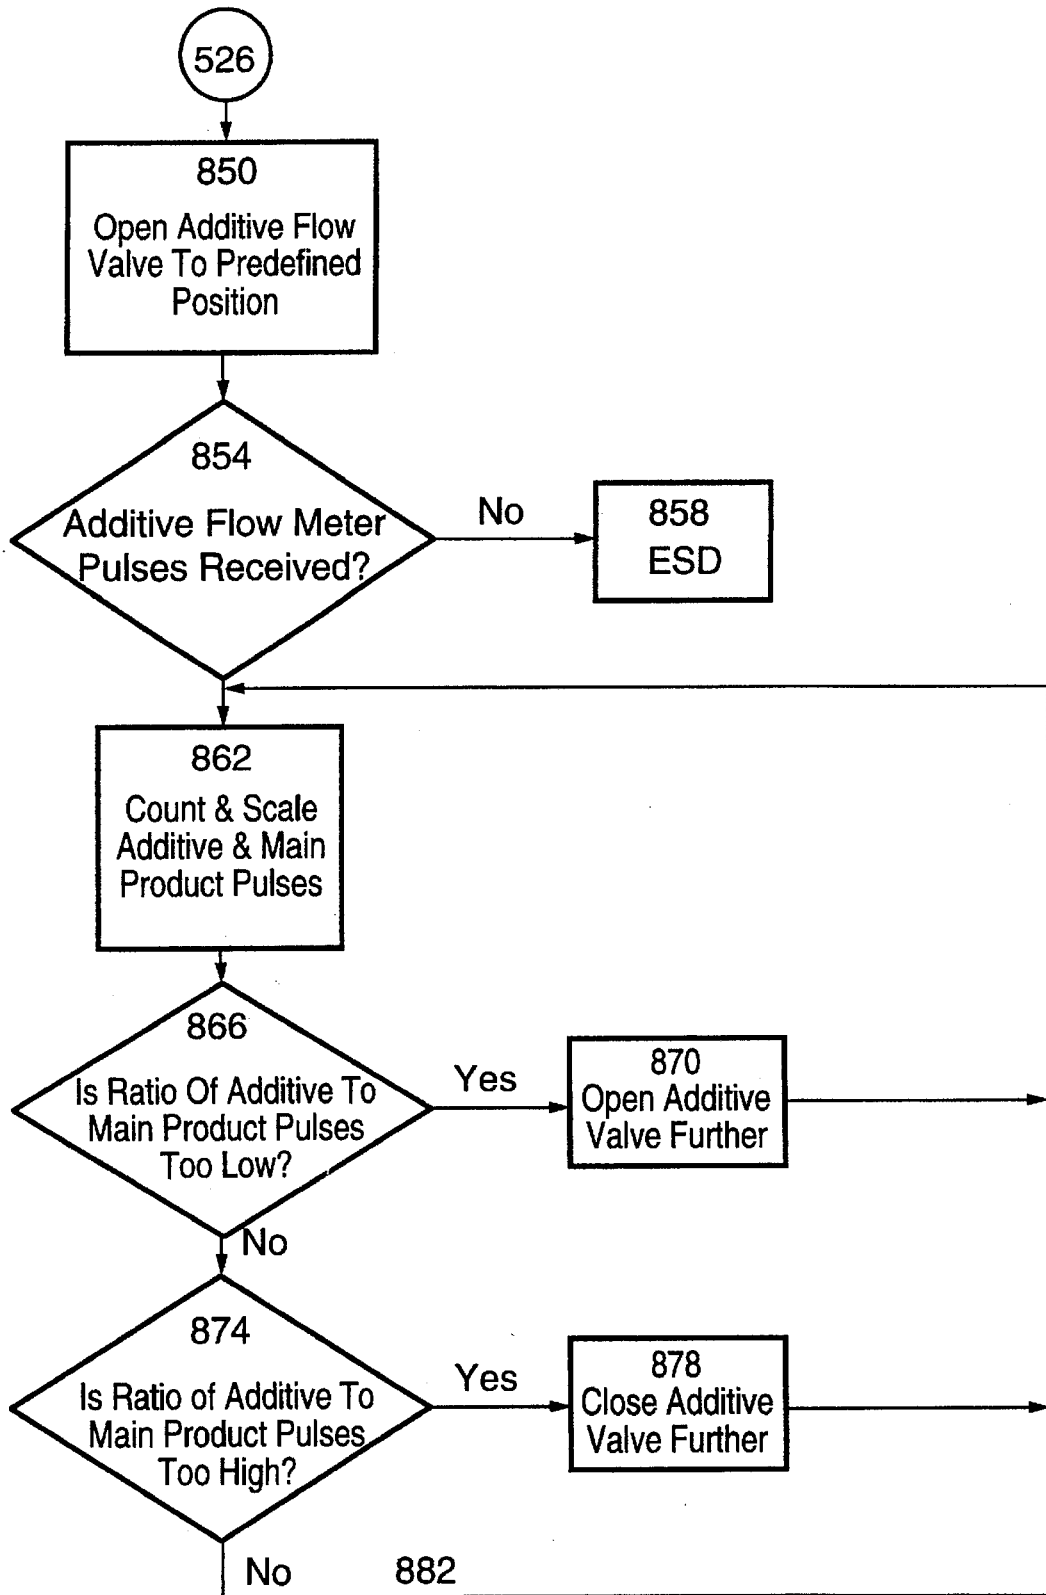 526
850
Open Additive Flow
Valve To Predefined
Position
854
Additive Flow Meter
Pulses Received?
No
858
ESD
862
Count & Scale
Additive & Main
Product Pulses
866
Is Ratio Of Additive To
Main Product Pulses
Too Low?
Yes
870
Open Additive
Valve Further
No
874
Is Ratio of Additive To
Main Product Pulses
Too High?
Yes
878
Close Additive
Valve Further
No
882